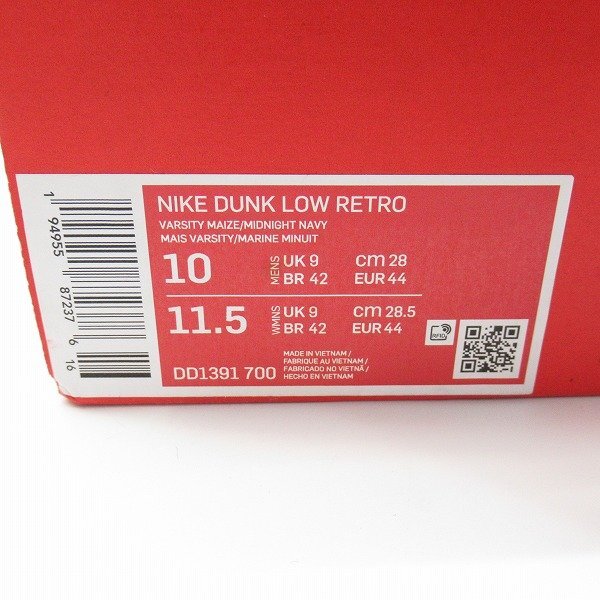 NIKE DUNK LOW RETRO
VARSITY MAIZE/MIDNIGHT NAVY
MAIS VARSITY/MARINE MINUIT
10 MENS UK 9 CM 28
BR 42 EUR 44
11.5 WMNS UK 9 CM 28.5
BR 42 EUR 44
DD1391 700
MADE IN VIETNAM /
FABRIQUE AU VIETNAM /
FABRICADO NO VIETNÃ /
HECHO EN VIETNAM
RFID
1 94955 87237 6 16